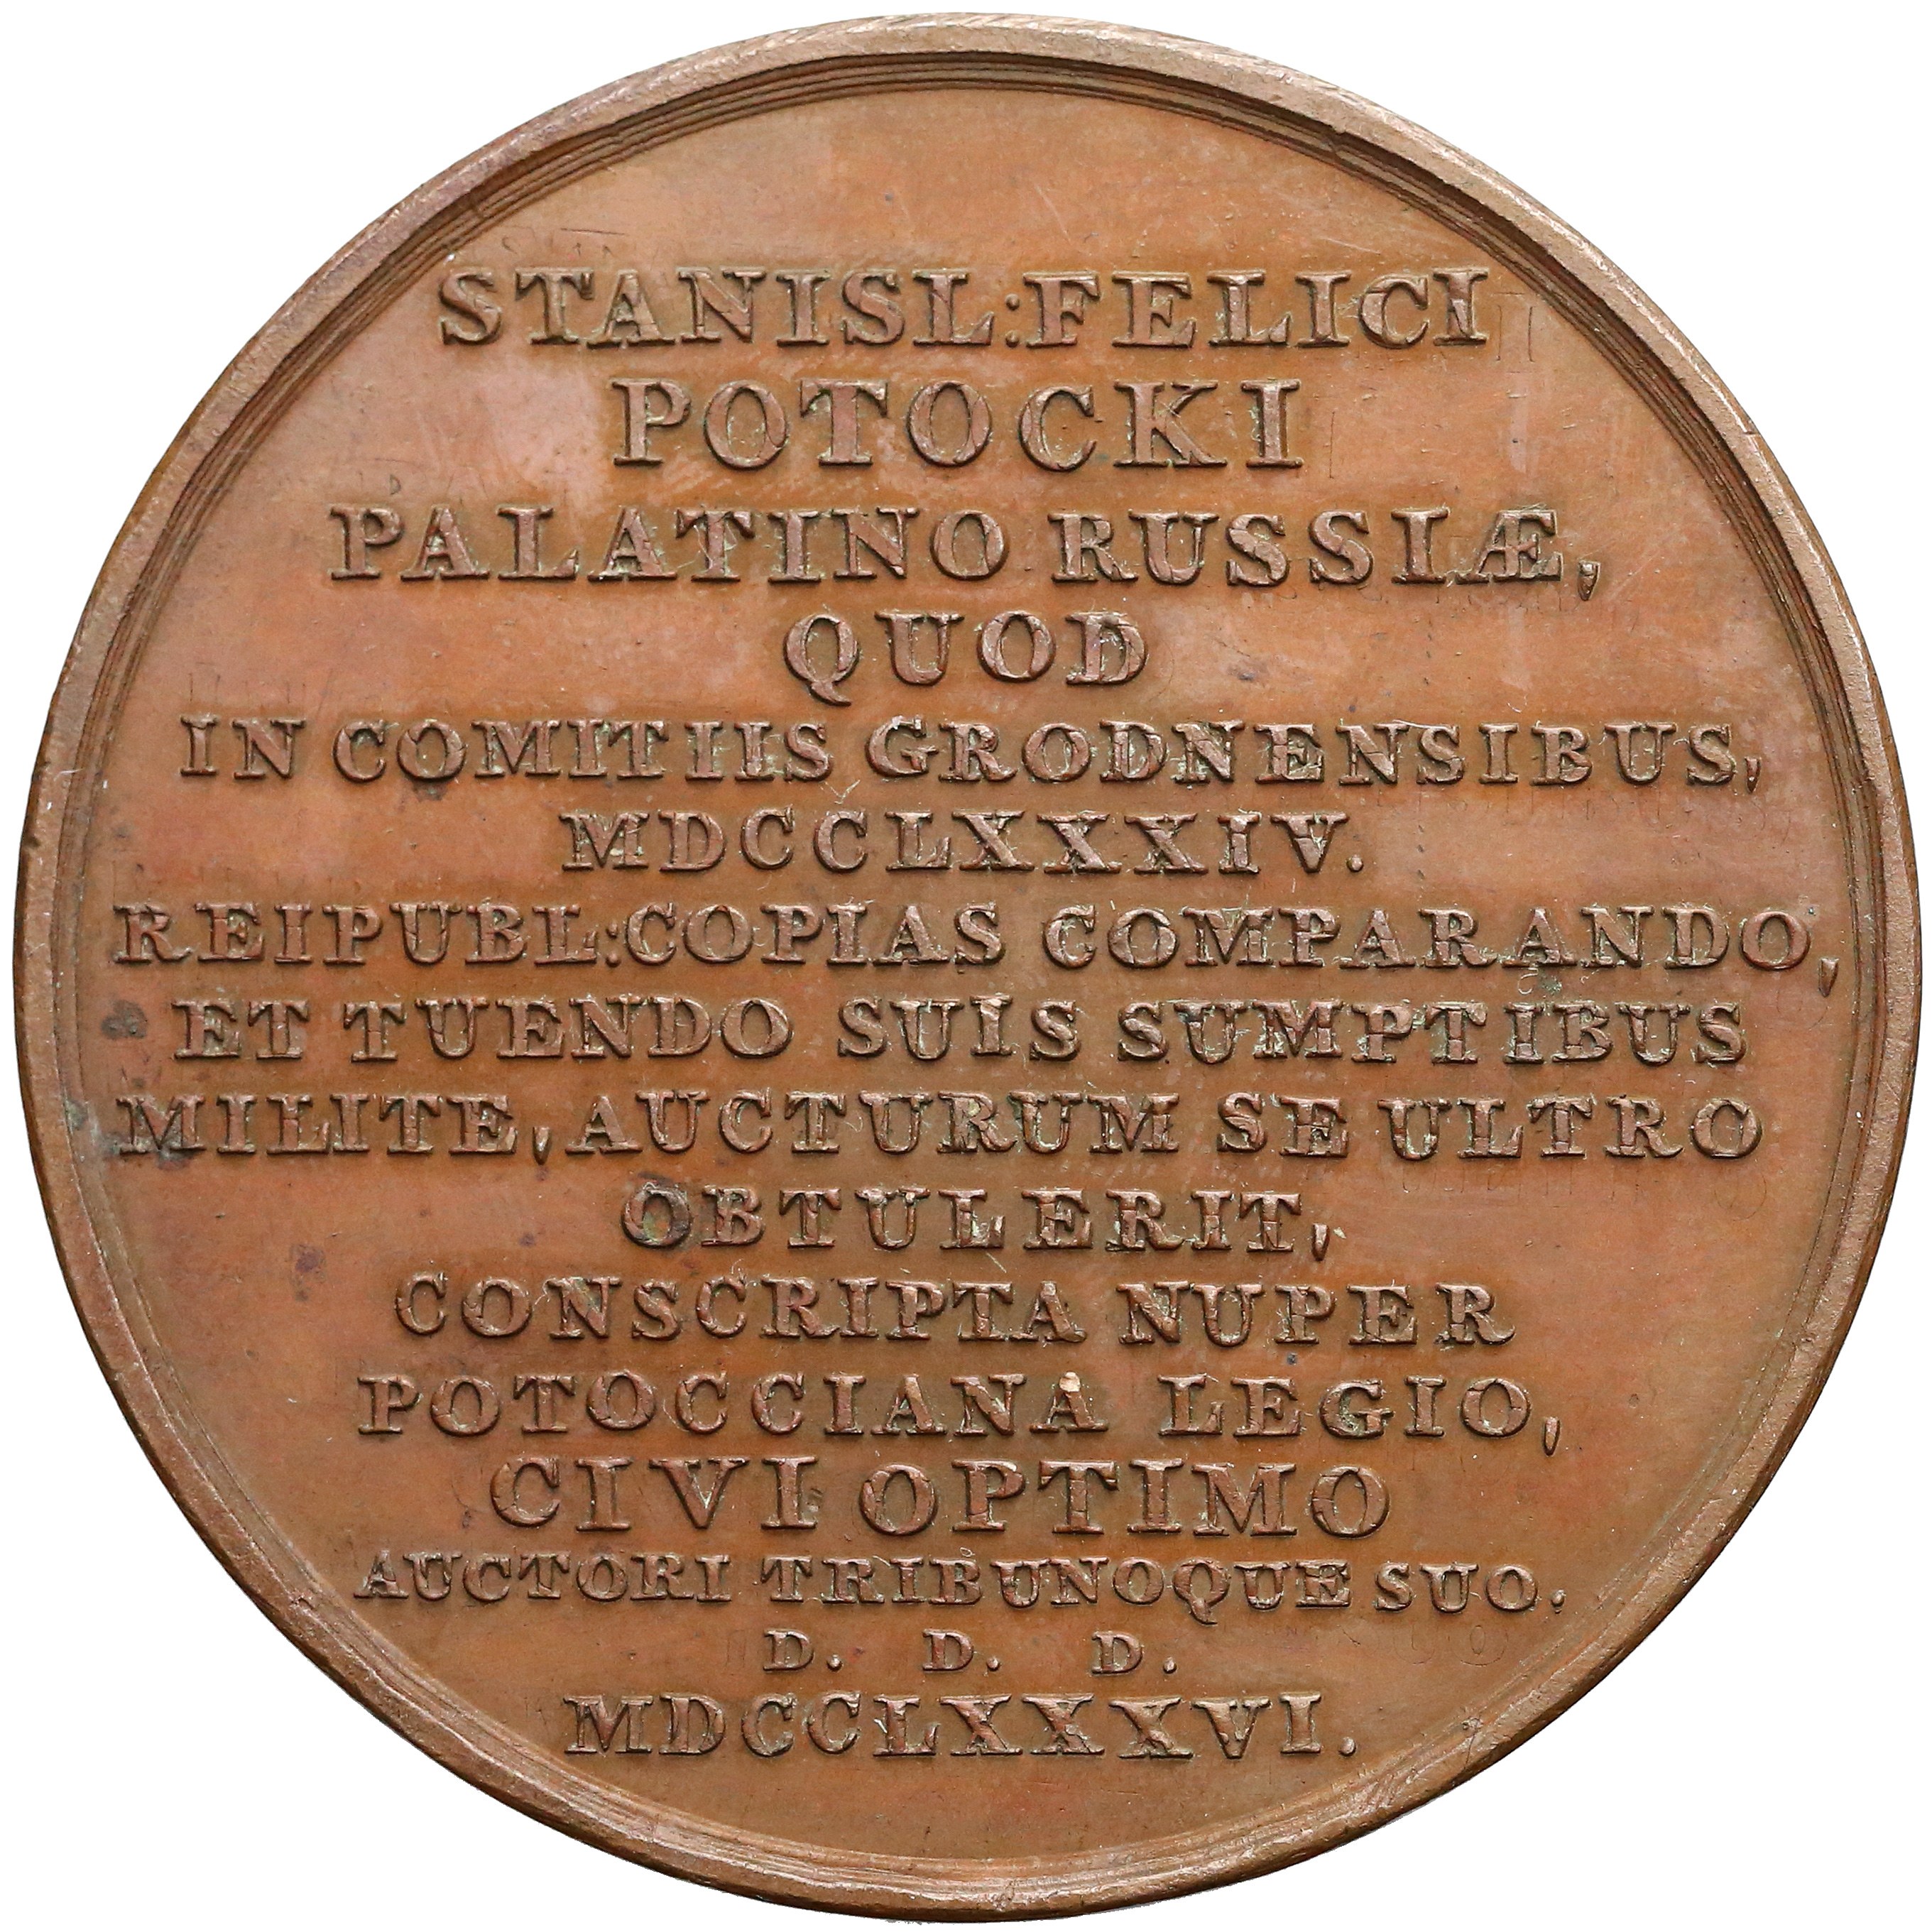 STANISL:FELICI
POTOCKI
PALATINO RUSSIÆ,
QUOD
IN COMITIIS GRODNENSIBUS,
MDCCLXXXIV.
REIPUBL:COPIAS COMPARANDO,
ET TUENDO SUIS SUMPTIBUS
MILITE, AUCTURUM SE ULTRO
OBTULERIT,
CONSCRIPTA NUPER
POTOCCIANA LEGIO,
CIVI OPTIMO
AUCTORI TRIBUNOQUE SUO.
D. D. D.
MDCCLXXXVI.